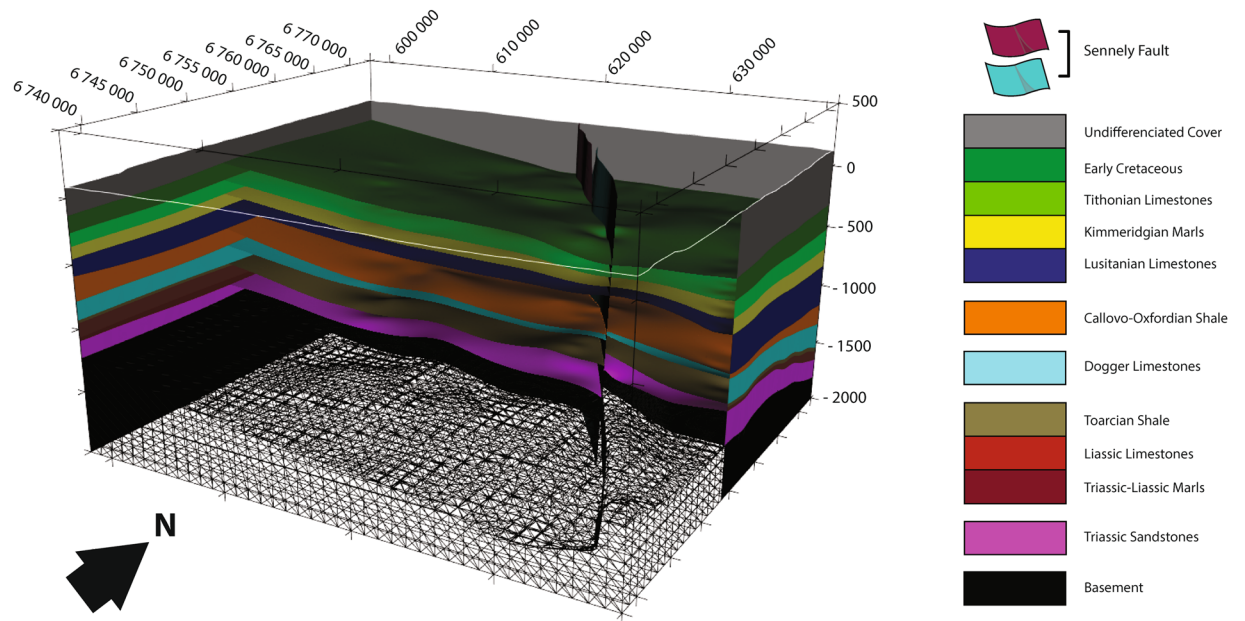 6 740 000
6 745 000
6 750 000
6 755 000
6 760 000
6 765 000
6 770 000
600 000
610 000
620 000
630 000
500
0
- 500
- 1000
- 1500
- 2000
N
Sennely Fault
Undifferenciated Cover
Early Cretaceous
Tithonian Limestones
Kimmeridgian Marls
Lusitanian Limestones
Callovo-Oxfordian Shale
Dogger Limestones
Toarcian Shale
Liassic Limestones
Triassic-Liassic Marls
Triassic Sandstones
Basement